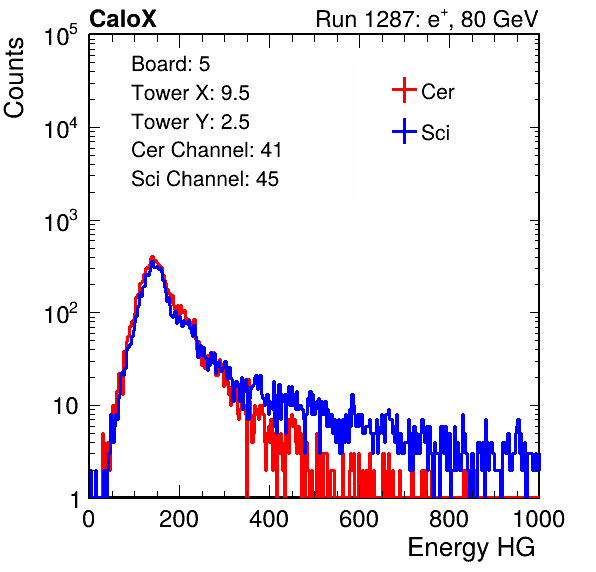 CaloX Run 1287: e⁺, 80 GeV
Board: 5
Tower X: 9.5
Tower Y: 2.5
Cer Channel: 41
Sci Channel: 45
Cer
Sci
Counts
10⁵
10⁴
10³
10²
10
1
0 200 400 600 800 1000
Energy HG